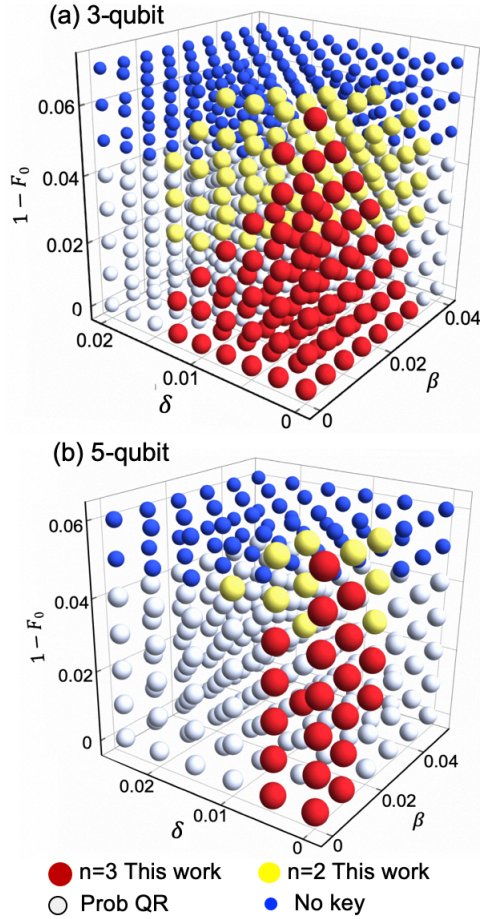 (a) 3-qubit
0.06
0.04
0.02
0
1 − F₀
0.02
0.01
0
δ
0
0.02
0.04
β
(b) 5-qubit
0.06
0.04
0.02
0
1 − F₀
0.02
0.01
0
δ
0
0.02
0.04
β
n=3 This work
n=2 This work
Prob QR
No key